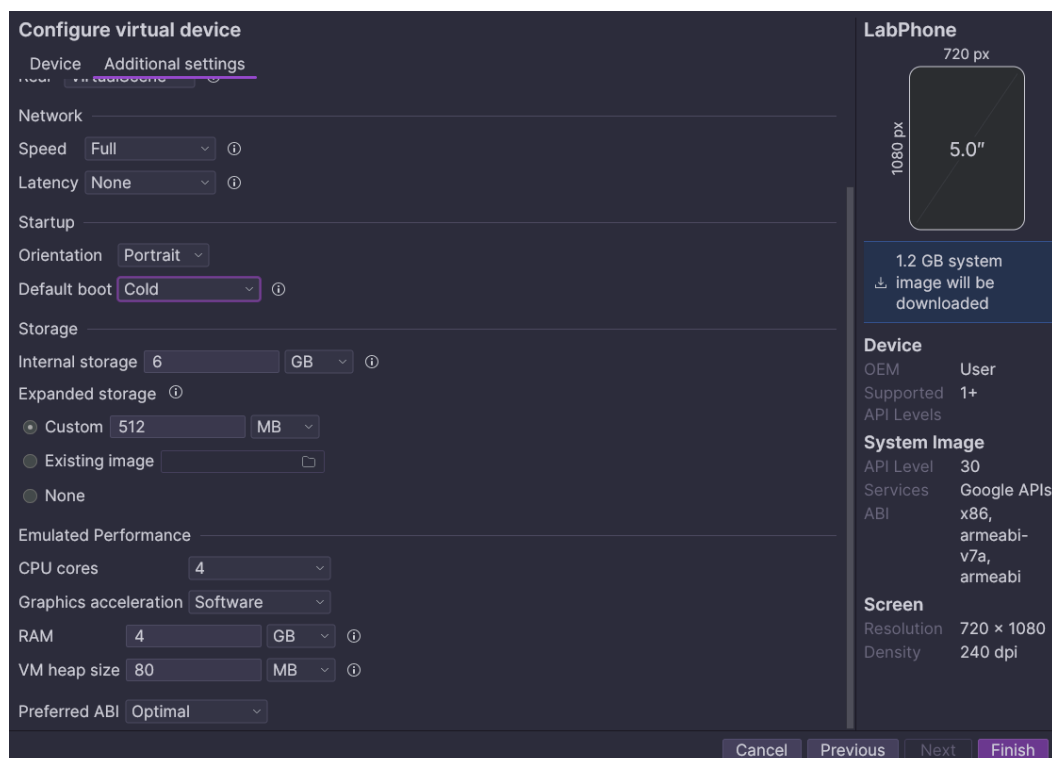 Configure virtual device
Device Additional settings
Rear VirtualScene
Network
Speed Full
Latency None
Startup
Orientation Portrait
Default boot Cold
Storage
Internal storage 6 GB
Expanded storage
Custom 512 MB
Existing image
None
Emulated Performance
CPU cores 4
Graphics acceleration Software
RAM 4 GB
VM heap size 80 MB
Preferred ABI Optimal
LabPhone
720 px
1080 px
5.0″
1.2 GB system
image will be
downloaded
Device
OEM User
Supported 1+
API Levels
System Image
API Level 30
Services Google APIs
ABI x86,
armeabi-
v7a,
armeabi
Screen
Resolution 720 × 1080
Density 240 dpi
Cancel Previous Next Finish